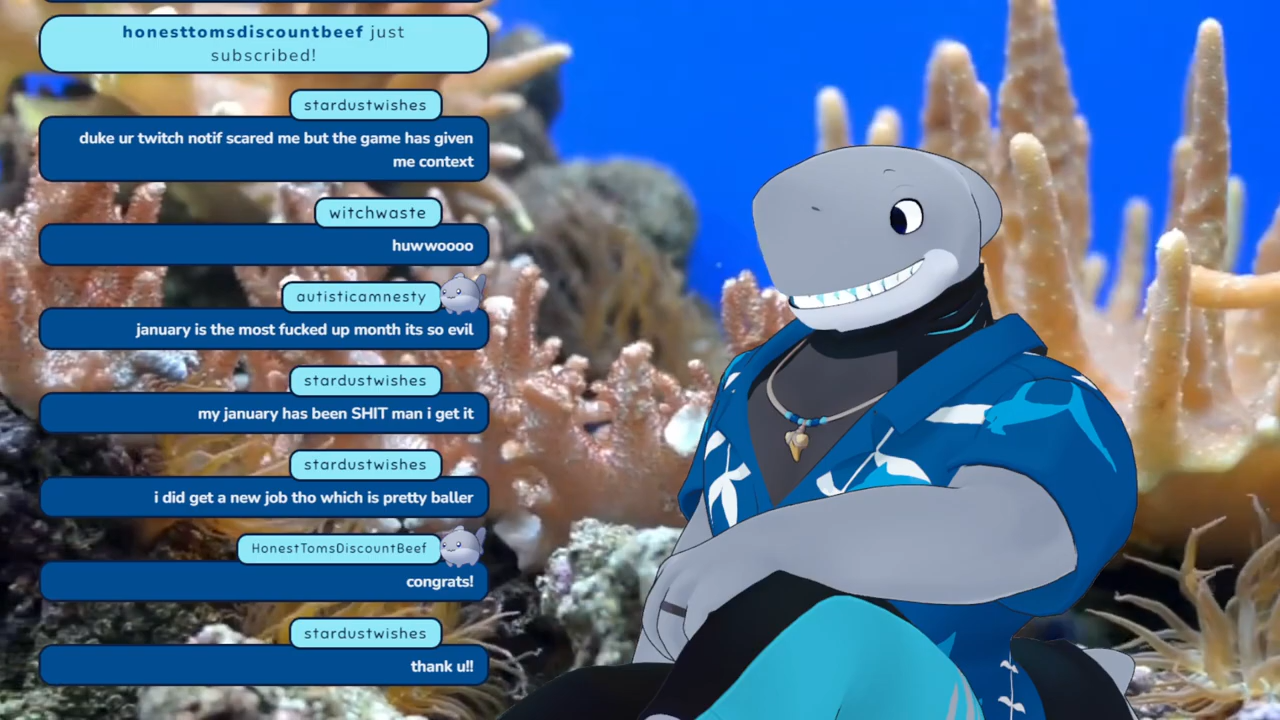 honesttomsdiscountbeef just
subscribed!
stardustwishes
duke ur twitch notif scared me but the game has given
me context
witchwaste
huwwoooo
autisticamnesty
january is the most fucked up month its so evil
stardustwishes
my january has been SHIT man i get it
stardustwishes
i did get a new job tho which is pretty baller
HonestTomsDiscountBeef
congrats!
stardustwishes
thank u!!